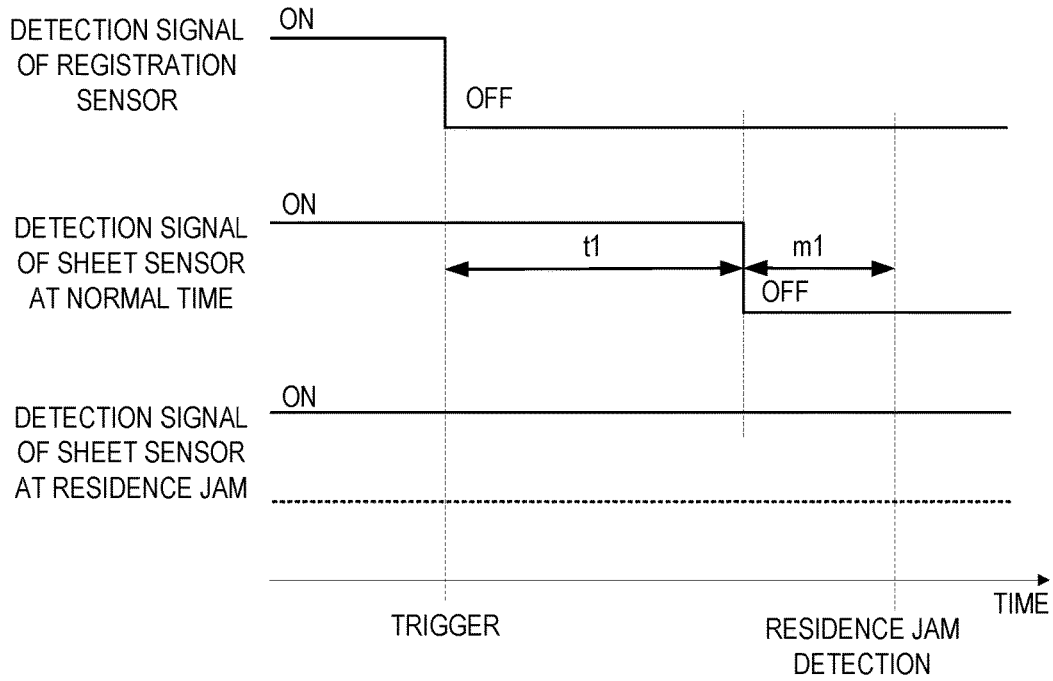 DETECTION SIGNAL
OF REGISTRATION
SENSOR
ON
OFF
DETECTION SIGNAL
OF SHEET SENSOR
AT NORMAL TIME
ON
t1
m1
OFF
DETECTION SIGNAL
OF SHEET SENSOR
AT RESIDENCE JAM
ON
TIME
TRIGGER
RESIDENCE JAM
DETECTION